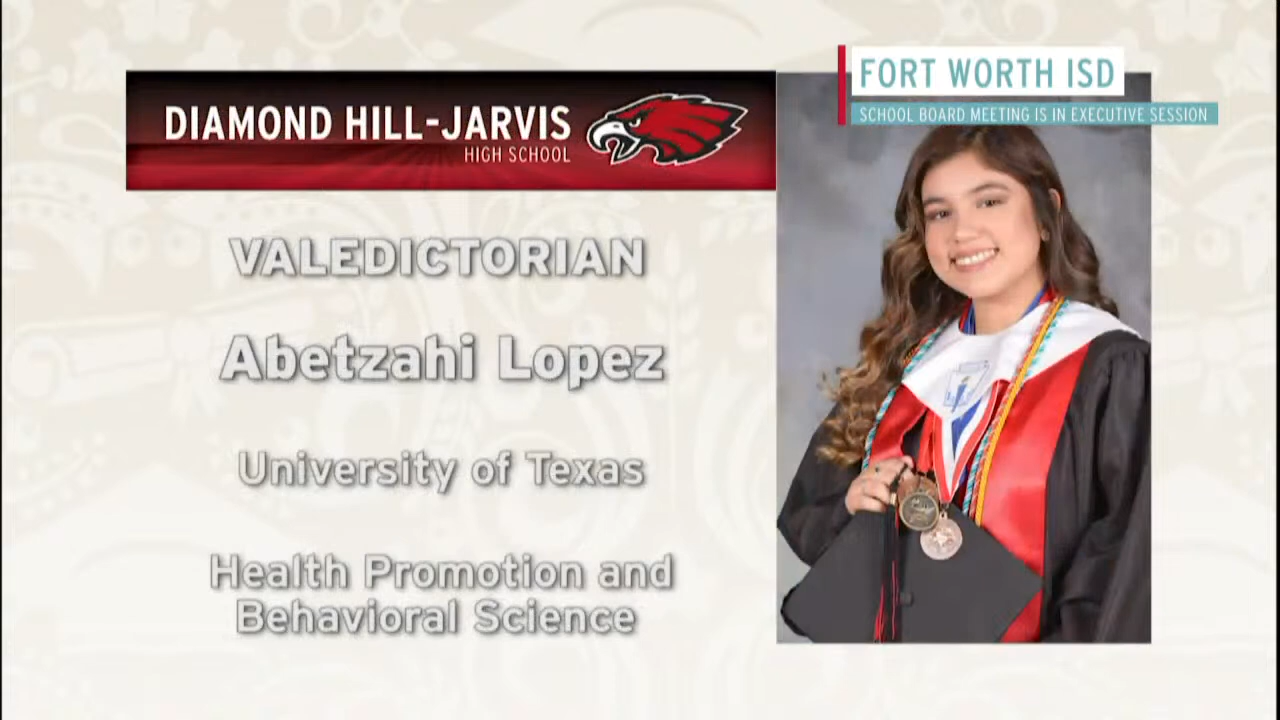 FORT WORTH ISD
SCHOOL BOARD MEETING IS IN EXECUTIVE SESSION
DIAMOND HILL-JARVIS
HIGH SCHOOL
VALEDICTORIAN
Abetzahi Lopez
University of Texas
Health Promotion and
Behavioral Science